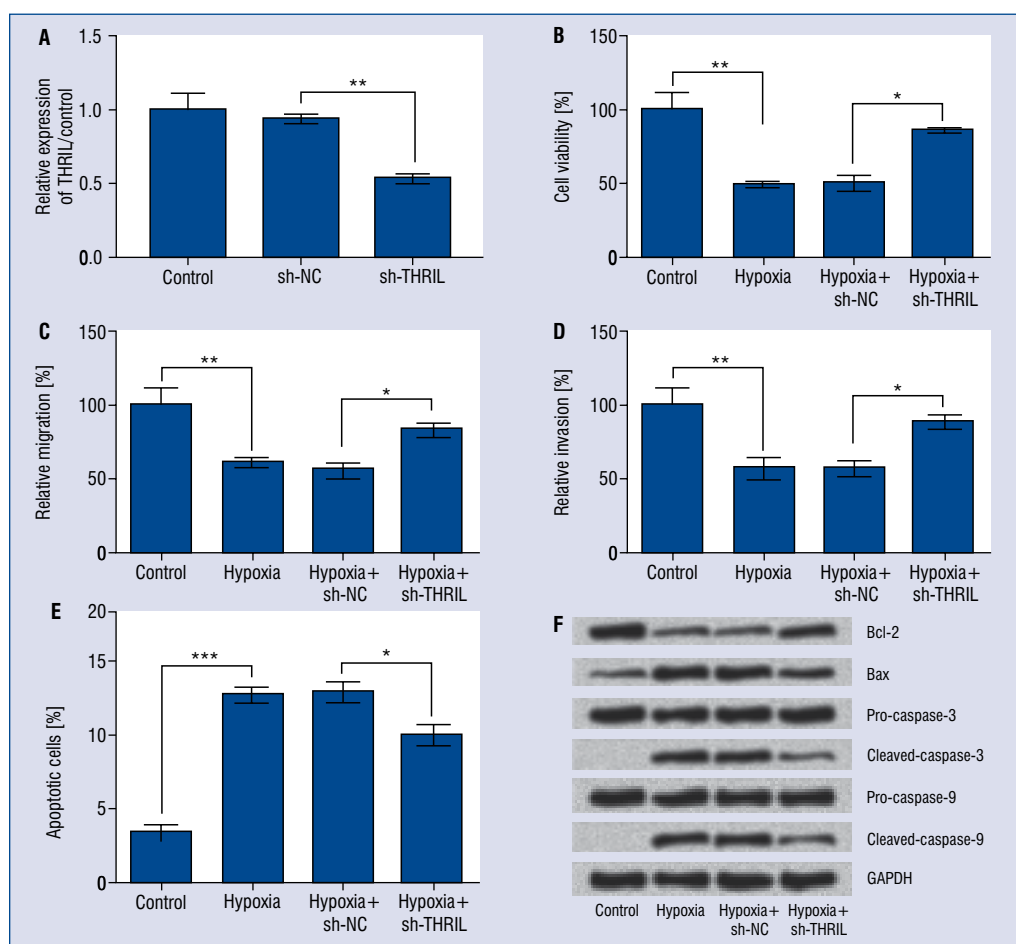 A
Relative expression
of THRIL/control
1.5
1.0
0.5
0.0
**
Control
sh-NC
sh-THRIL
B
Cell viability [%]
150
100
50
0
**
*
Control
Hypoxia
Hypoxia+
sh-NC
Hypoxia+
sh-THRIL
C
Relative migration [%]
150
100
50
0
**
*
Control
Hypoxia
Hypoxia+
sh-NC
Hypoxia+
sh-THRIL
D
Relative invasion [%]
150
100
50
0
**
*
Control
Hypoxia
Hypoxia+
sh-NC
Hypoxia+
sh-THRIL
E
Apoptotic cells [%]
20
15
10
5
0
***
*
Control
Hypoxia
Hypoxia+
sh-NC
Hypoxia+
sh-THRIL
F
Bcl-2
Bax
Pro-caspase-3
Cleaved-caspase-3
Pro-caspase-9
Cleaved-caspase-9
GAPDH
Control
Hypoxia
Hypoxia+
sh-NC
Hypoxia+
sh-THRIL